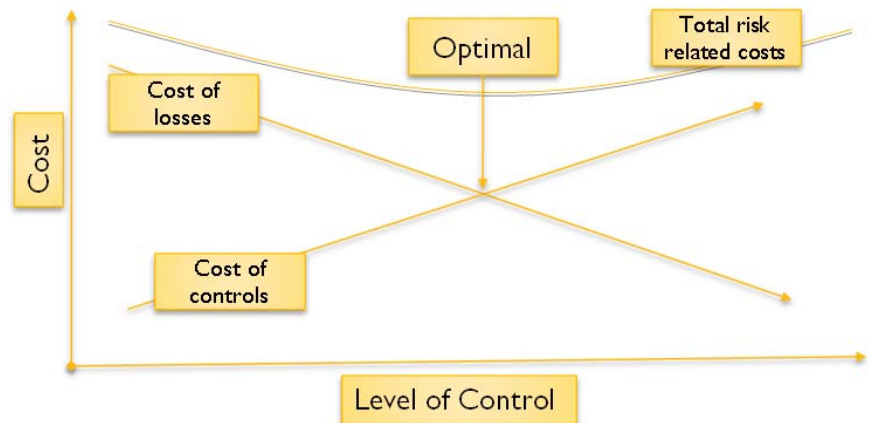 Optimal
Total risk
related costs
Cost of
losses
Cost
Cost of
controls
Level of Control